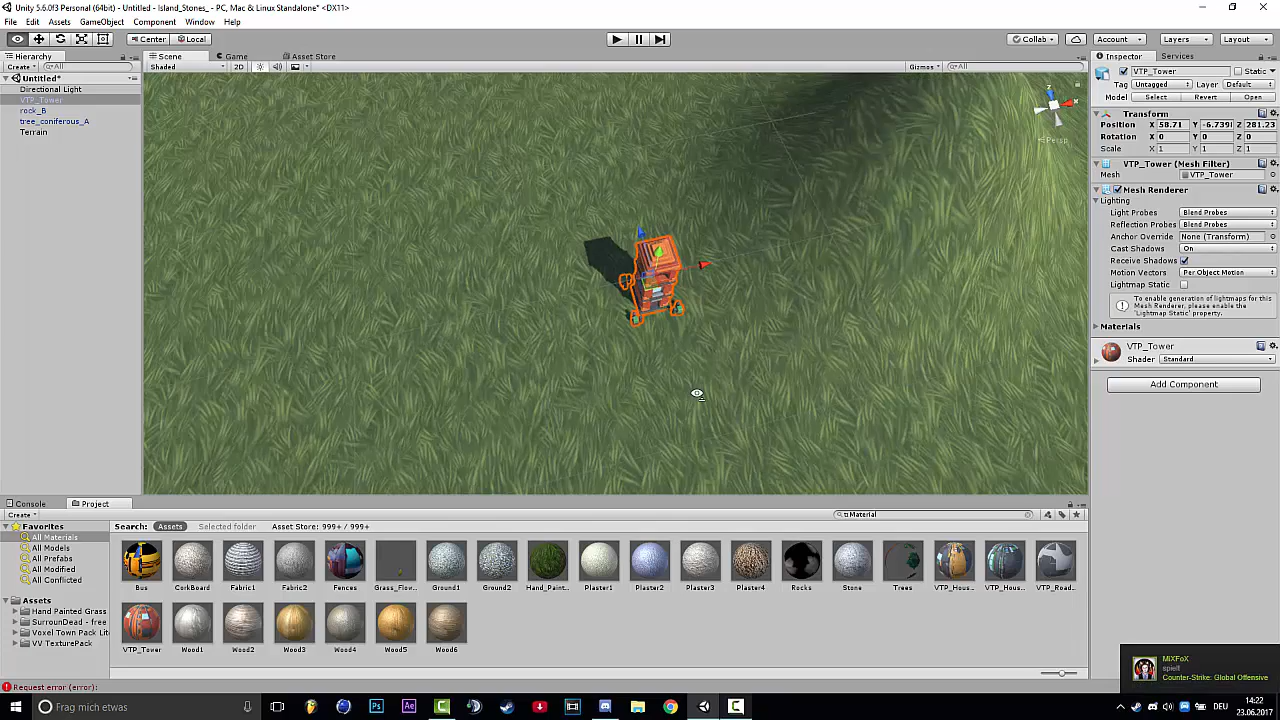 Unity 5.6.0f3 Personal (64bit) - Untitled - Island_Stones_ - PC, Mac & Linux Standalone* <DX11>
File Edit Assets GameObject Component Window Help
Center Local Collab Account Layers Layout
Hierarchy Scene Game Asset Store Inspector Services
Create All Shaded 2D Gizmos All VTP_Tower Static
Untitled* Tag Untagged Layer Default
Directional Light Model Select Revert Open
VTP_Tower
rock_B
tree_coniferous_A
Terrain
Persp
Transform
Position X 58.71 Y -6.739 Z 281.23
Rotation X 0 Y 0 Z 0
Scale X 1 Y 1 Z 1
VTP_Tower (Mesh Filter)
Mesh VTP_Tower
Mesh Renderer
Lighting
Light Probes Blend Probes
Reflection Probes Blend Probes
Anchor Override None (Transform)
Cast Shadows On
Receive Shadows
Motion Vectors Per Object Motion
Lightmap Static
To enable generation of lightmaps for this
Mesh Renderer, please enable the
'Lightmap Static' property.
Materials
VTP_Tower
Shader Standard
Add Component
Console Project
Create t:Material
Favorites Search: Assets Selected folder Asset Store: 999+ / 999+
All Materials
All Models
All Prefabs
All Modified
All Conflicted
Assets
Hand Painted Grass
SurrounDead - free
Voxel Town Pack Lit
VV TexturePack
Bus CorkBoard Fabric1 Fabric2 Fences Grass_Flow... Ground1 Ground2 Hand_Paint... Plaster1 Plaster2 Plaster3 Plaster4 Rocks Stone Trees VTP_Hous... VTP_Hous... VTP_Road...
VTP_Tower Wood1 Wood2 Wood3 Wood4 Wood5 Wood6
MiXFoX
spielt
Counter-Strike: Global Offensive
Request error (error):
Frag mich etwas
Ps Ae
DEU
14:22
23.06.2017